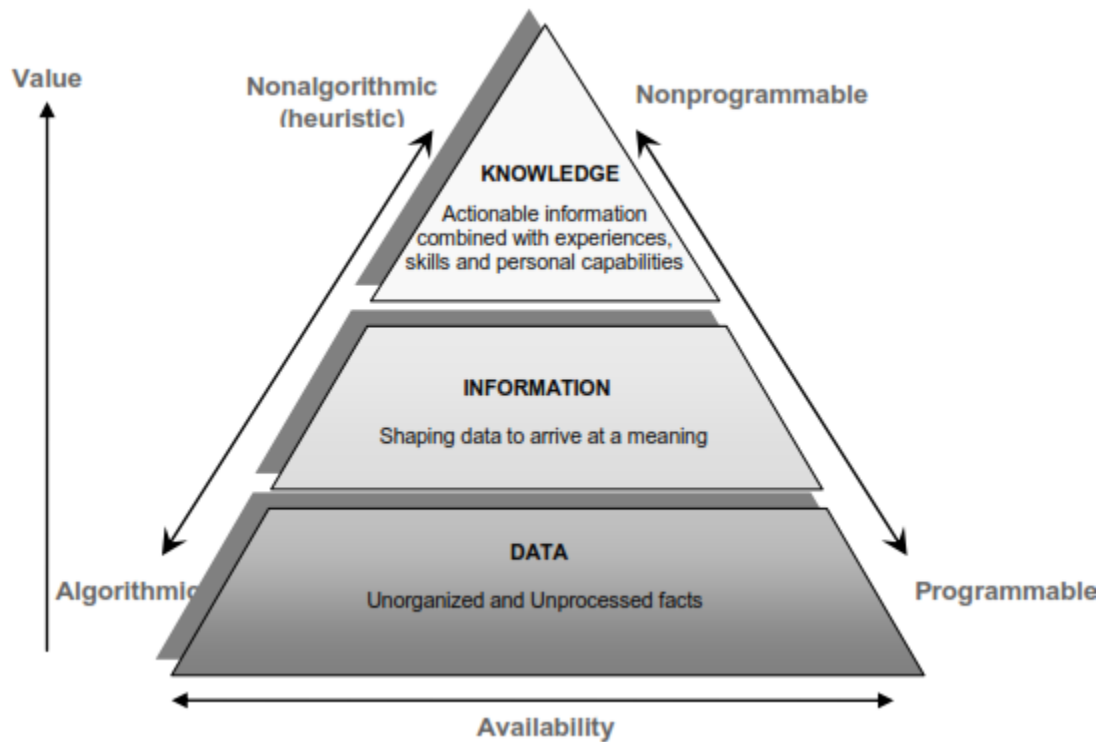 Value
Nonalgorithmic
(heuristic)
Nonprogrammable
KNOWLEDGE
Actionable information
combined with experiences,
skills and personal capabilities
INFORMATION
Shaping data to arrive at a meaning
DATA
Unorganized and Unprocessed facts
Algorithmic
Programmable
Availability